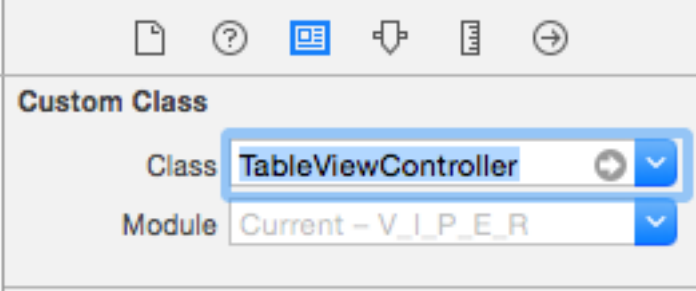 Custom Class
Class TableViewController
Module Current – V_I_P_E_R